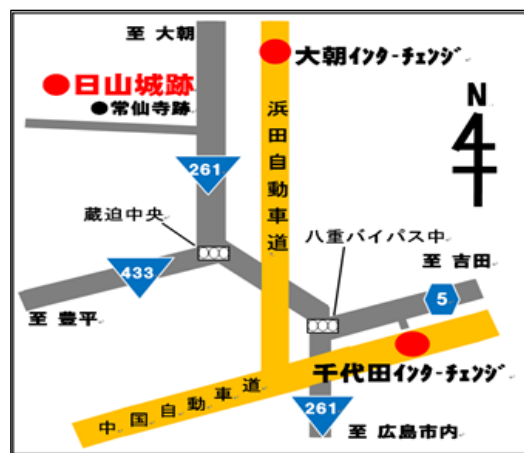 至 大朝
大朝インターチェンジ
日山城跡
常仙寺跡
N
浜田自動車道
261
蔵迫中央
八重バイパス中
433
至 吉田
5
至 豊平
千代田インターチェンジ
中国自動車道
261
至 広島市内